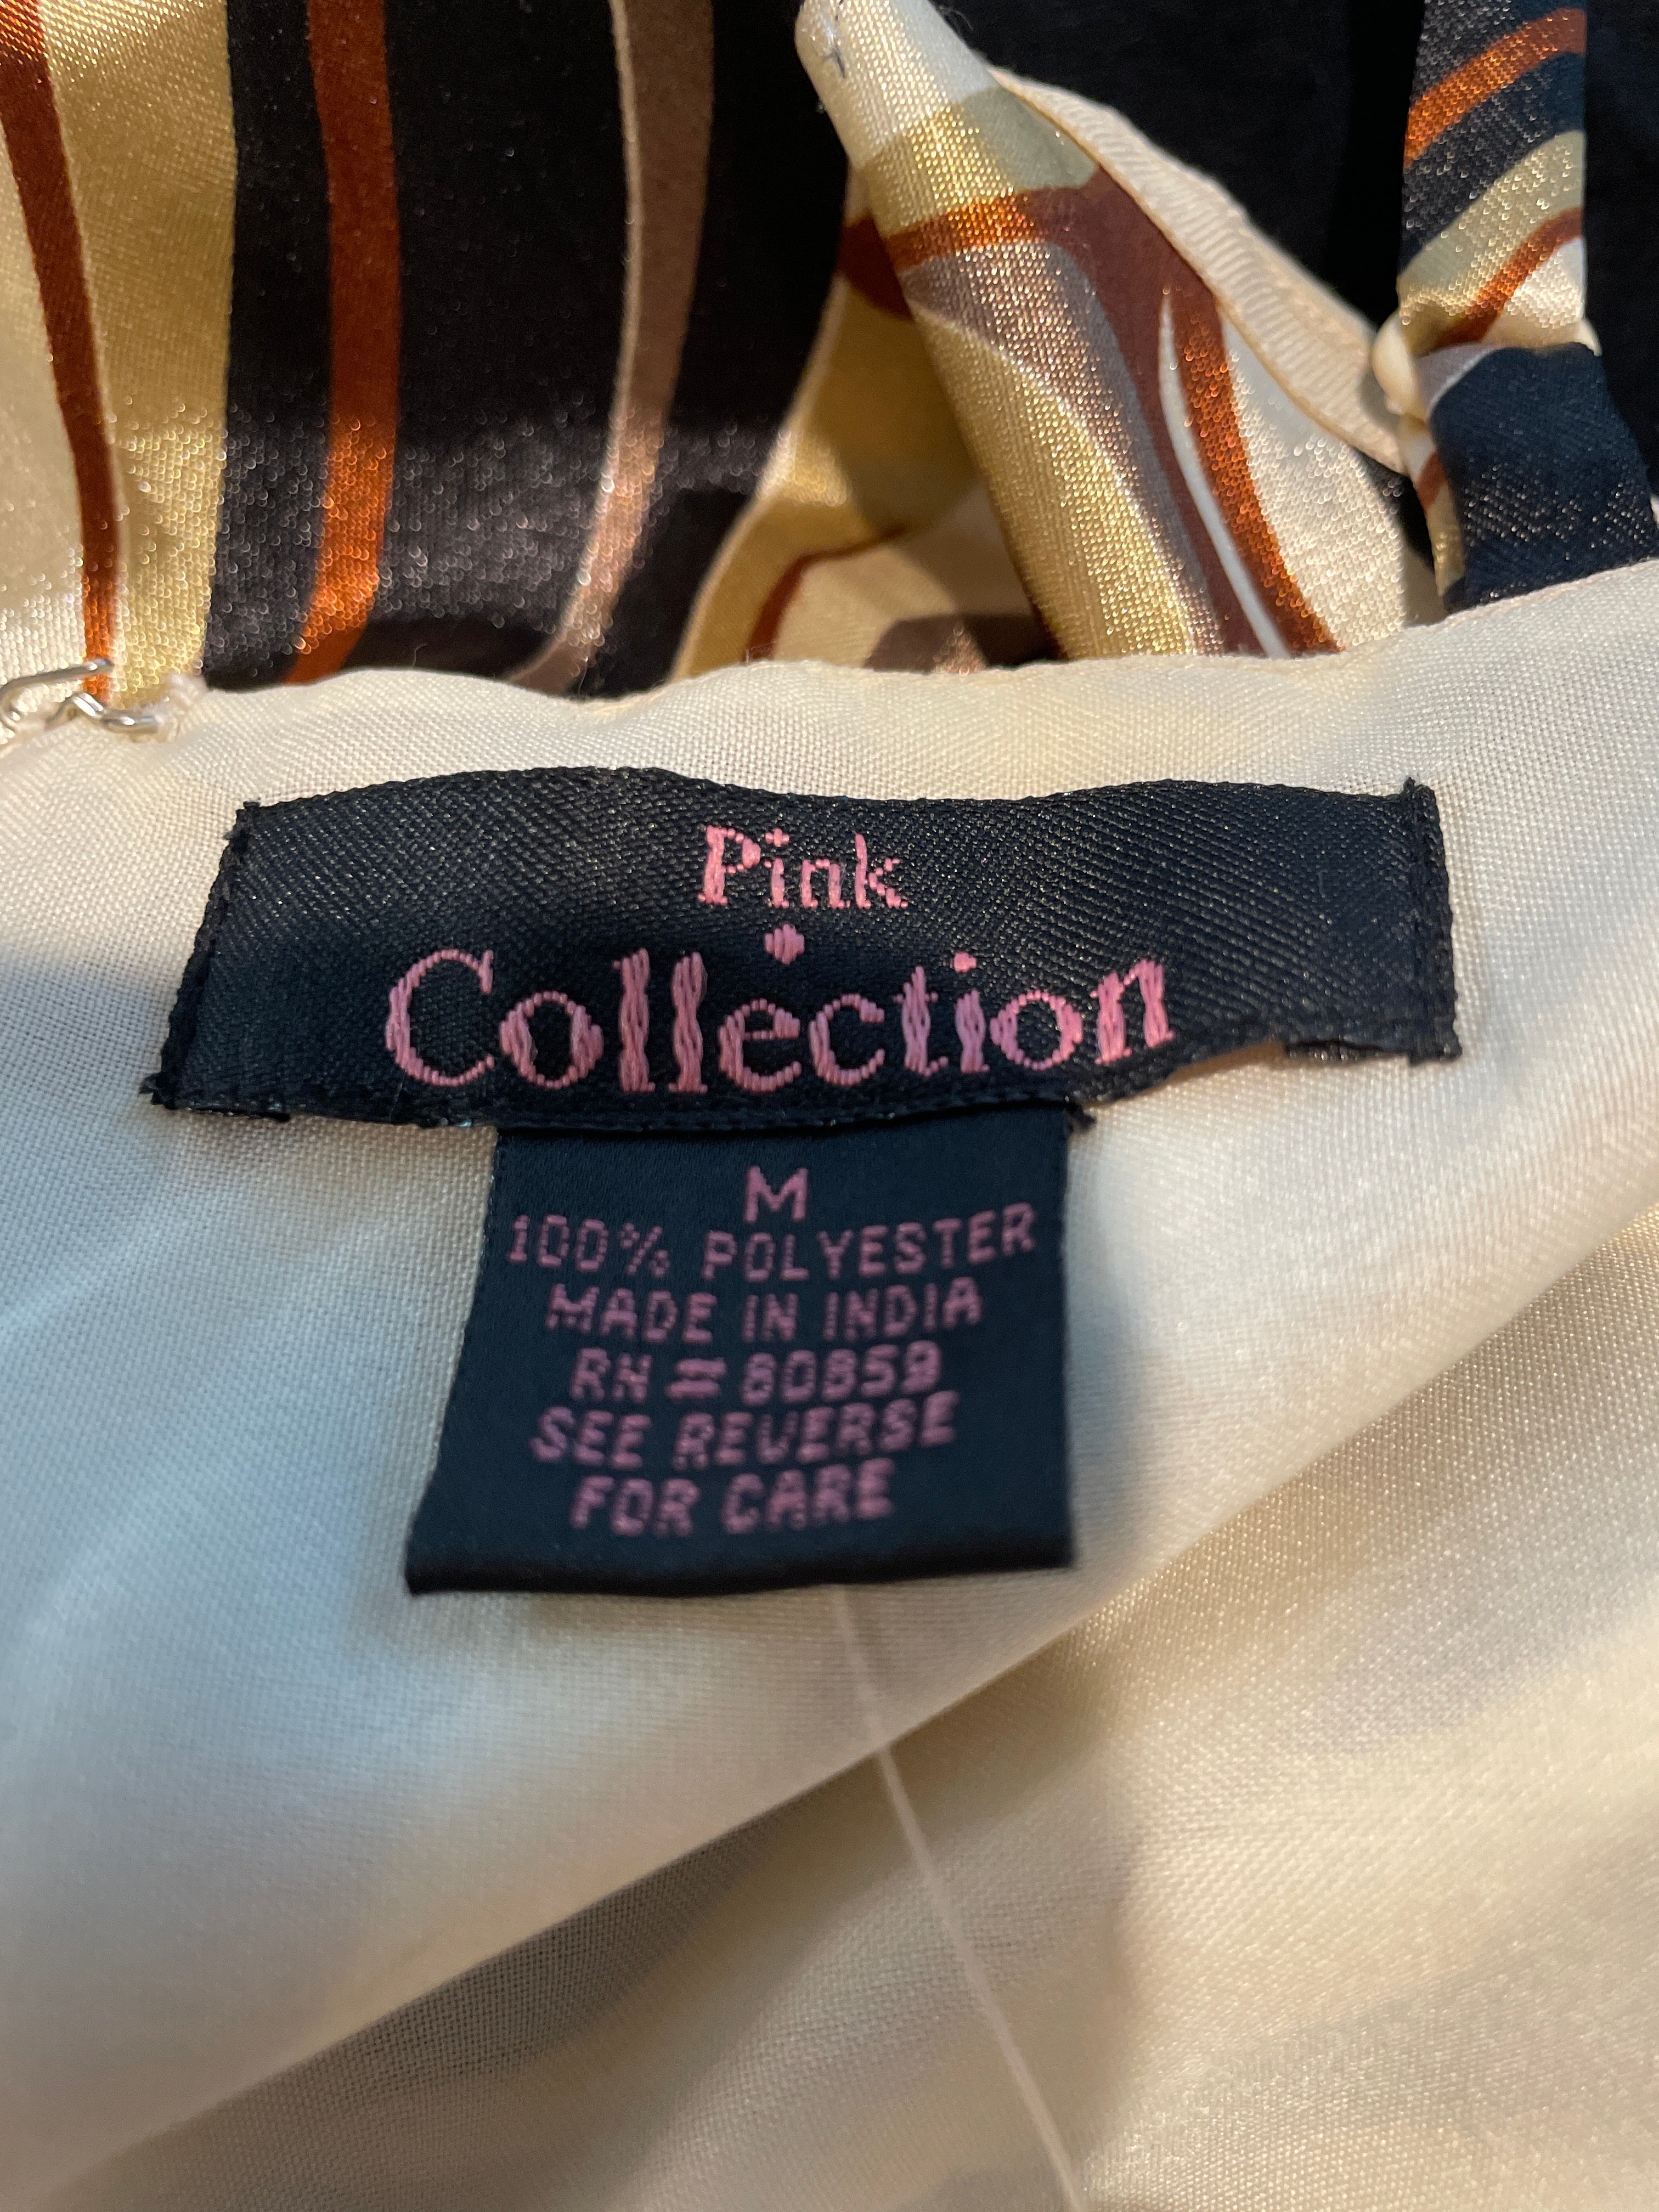 Pink
Collection
M
100% POLYESTER
MADE IN INDIA
RN = 80859
SEE REVERSE
FOR CARE